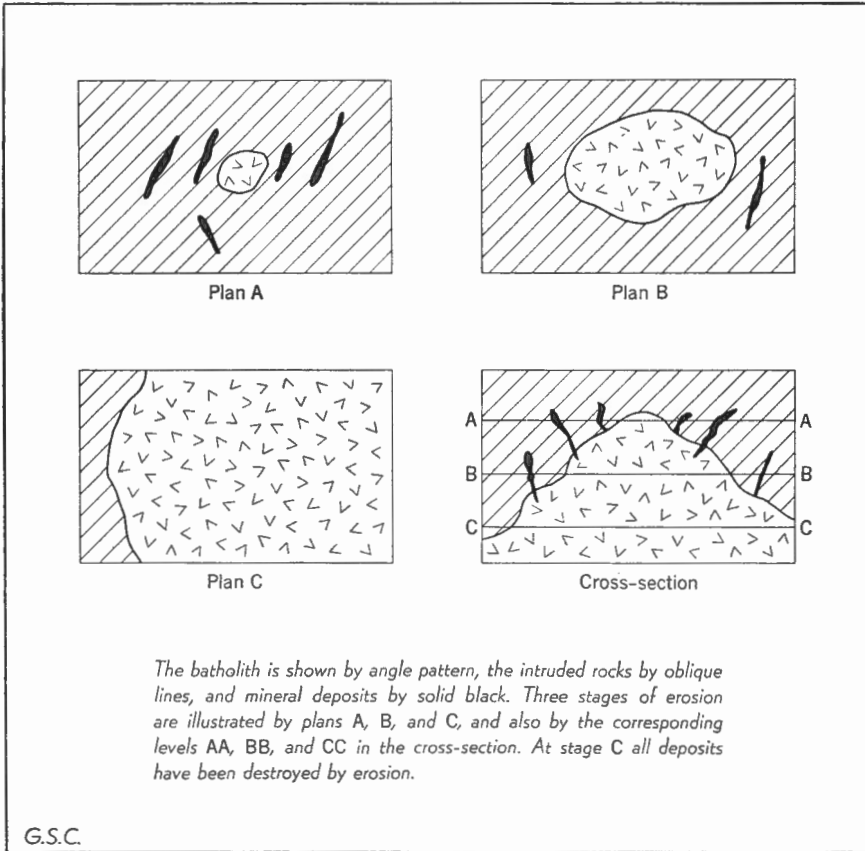 Plan A
Plan B
Plan C
A
A
B
B
C
C
Cross-section
The batholith is shown by angle pattern, the intruded rocks by oblique
lines, and mineral deposits by solid black. Three stages of erosion
are illustrated by plans A, B, and C, and also by the corresponding
levels AA, BB, and CC in the cross-section. At stage C all deposits
have been destroyed by erosion.
G.S.C.